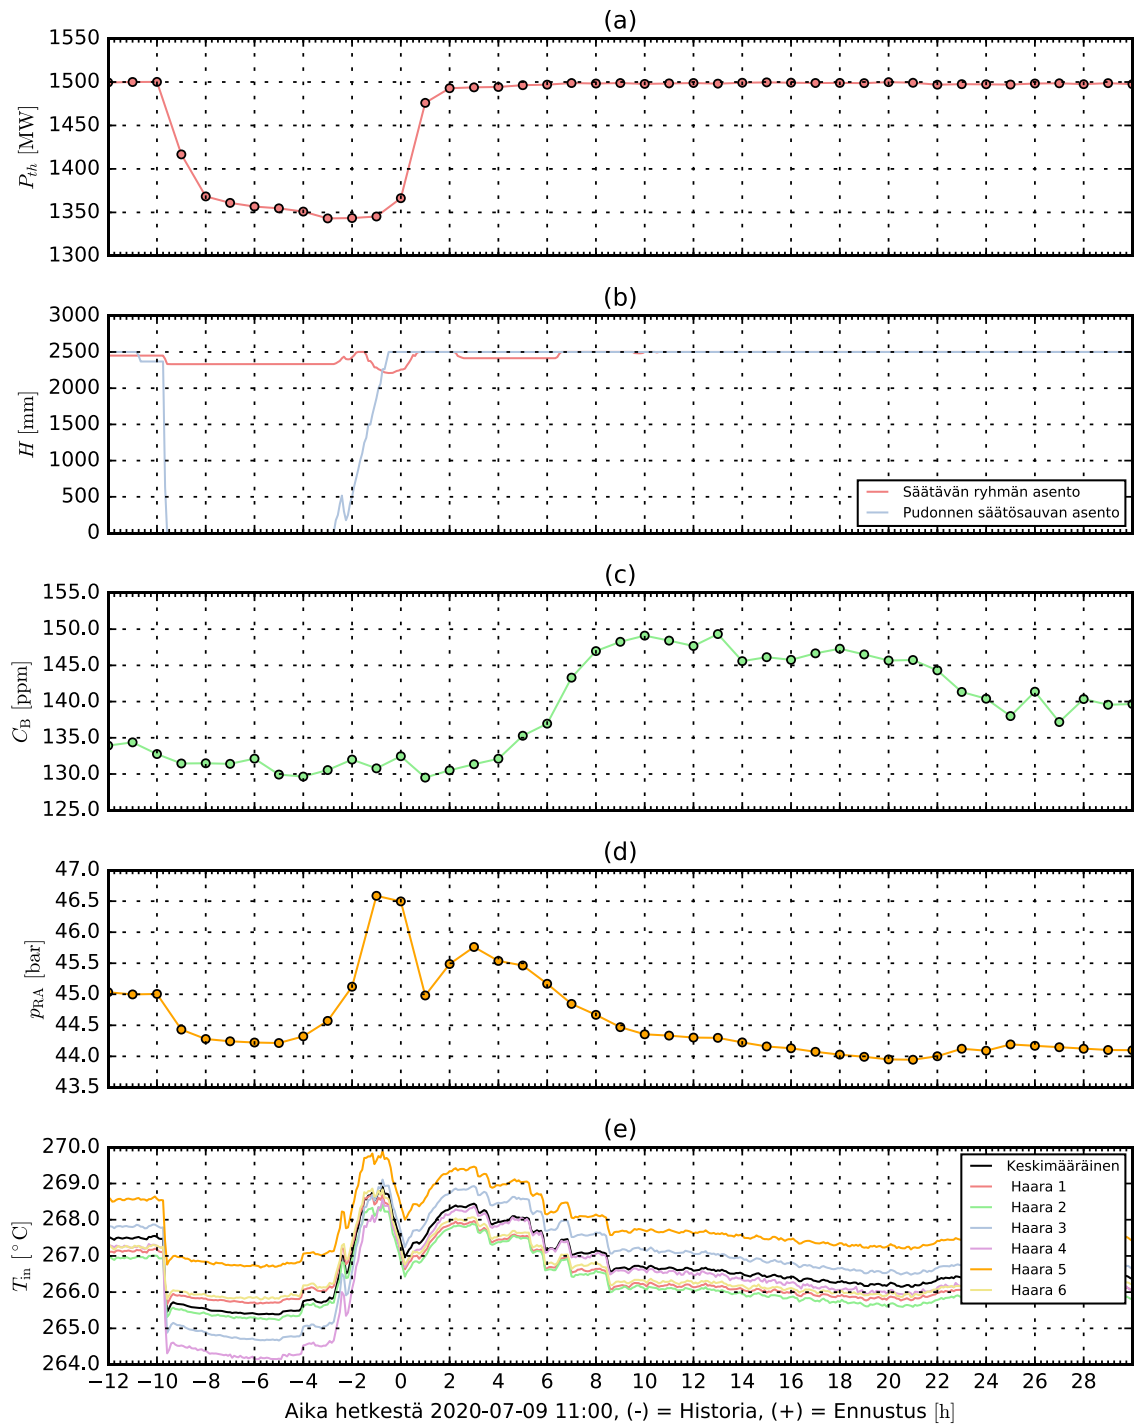 (a)
1550
1500
1450
1400
1350
1300
P_th [MW]
(b)
3000
2500
2000
1500
1000
500
0
H [mm]
Säätävän ryhmän asento
Pudonnen säätösauvan asento
(c)
155.0
150.0
145.0
140.0
135.0
130.0
125.0
C_B [ppm]
(d)
47.0
46.5
46.0
45.5
45.0
44.5
44.0
43.5
p_RA [bar]
(e)
270.0
269.0
268.0
267.0
266.0
265.0
264.0
T_in [°C]
Keskimääräinen
Haara 1
Haara 2
Haara 3
Haara 4
Haara 5
Haara 6
−12 −10 −8 −6 −4 −2 0 2 4 6 8 10 12 14 16 18 20 22 24 26 28
Aika hetkestä 2020-07-09 11:00, (-) = Historia, (+) = Ennustus [h]